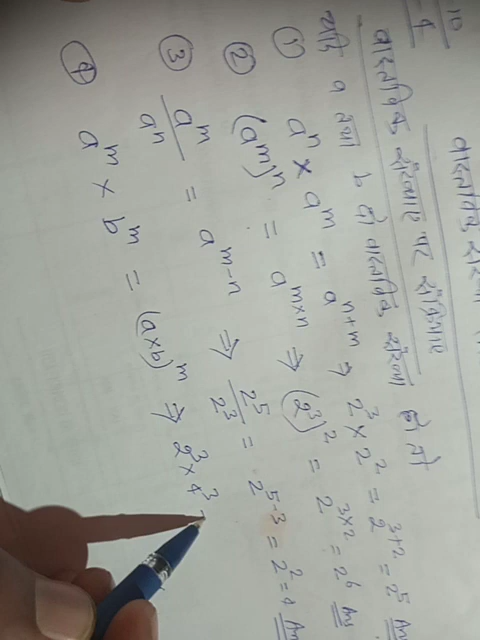 10
4
वास्तविक
वास्तविक संख्याएँ पर संक्रियाएं
यदि a तथा b दो वास्तविक संख्या हो तो
① aⁿ × aᵐ = aⁿ⁺ᵐ ⇒ 2³ × 2² = 2³⁺² = 2⁵ Ans
② (aᵐ)ⁿ = aᵐˣⁿ ⇒ (2³)² = 2³ˣ² = 2⁶ Ans
③ aᵐ/aⁿ = aᵐ⁻ⁿ ⇒ 2⁵/2³ = 2⁵⁻³ = 2² = 4 Ans
④ aᵐ × bᵐ = (a×b)ᵐ ⇒ 2³ × 4³